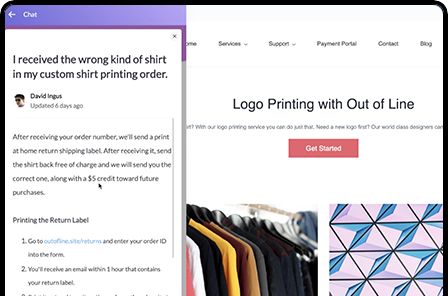 Chat
I received the wrong kind of shirt
in my custom shirt printing order.
David Ingus
Updated 6 days ago
After receiving your order number, we'll send a print
at home return shipping label. After receiving it, send
the shirt back free of charge and we will send you the
correct one, along with a $5 credit toward future
purchases.
Printing the Return Label
1. Go to outofline.site/returns and enter your order ID
into the form.
2. You'll receive an email within 1 hour that contains
your return label.
ome Services Support Payment Portal Contact Blog
Logo Printing with Out of Line
irt? With our logo printing service you can do just that. Need a new logo first? Our world class designers can
Get Started